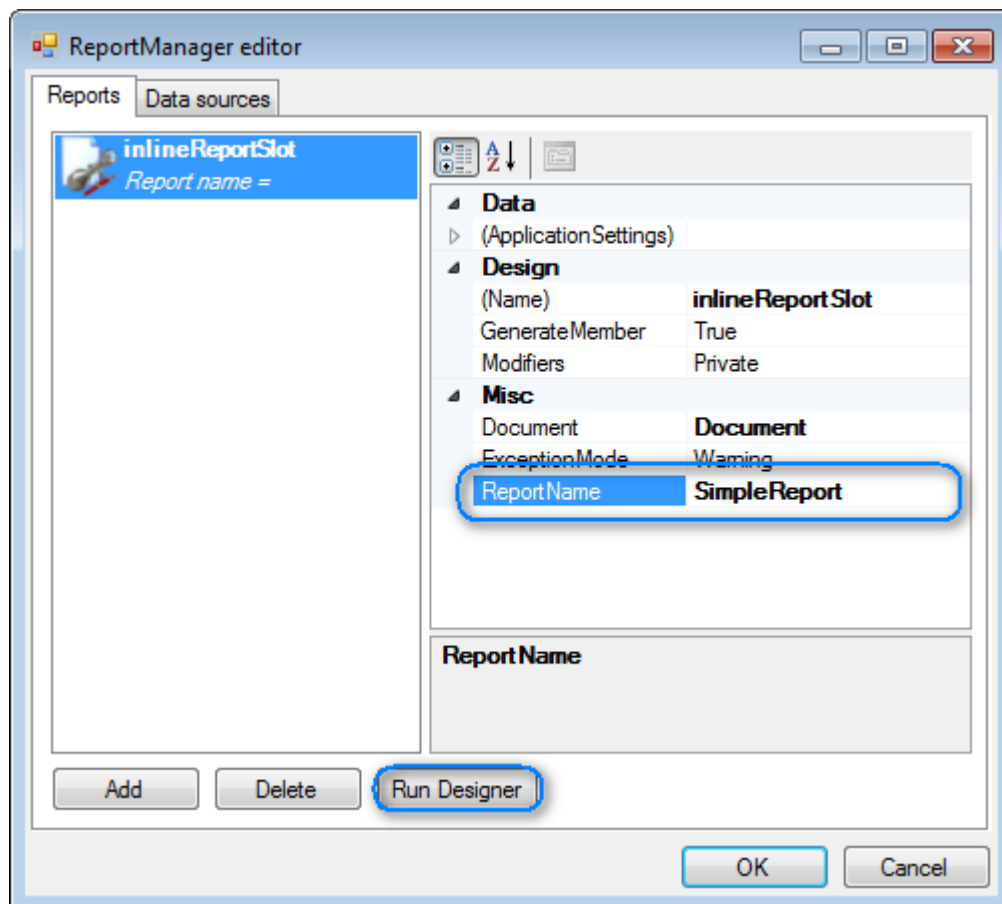 ReportManager editor
Reports Data sources
inlineReportSlot
Report name =
Data
(ApplicationSettings)
Design
(Name) inlineReportSlot
GenerateMember True
Modifiers Private
Misc
Document Document
ExceptionMode Warning
ReportName SimpleReport
ReportName
Add Delete Run Designer
OK Cancel